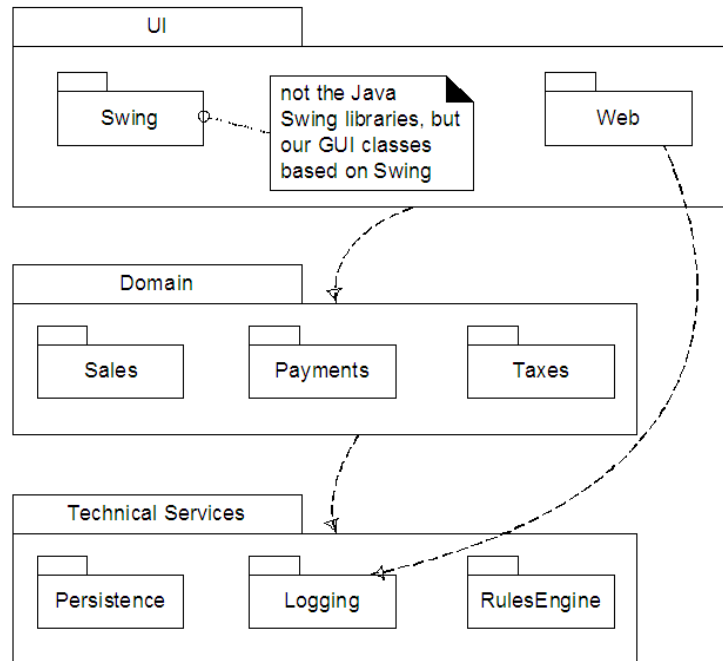 UI
Swing
not the Java
Swing libraries, but
our GUI classes
based on Swing
Web
Domain
Sales
Payments
Taxes
Technical Services
Persistence
Logging
RulesEngine